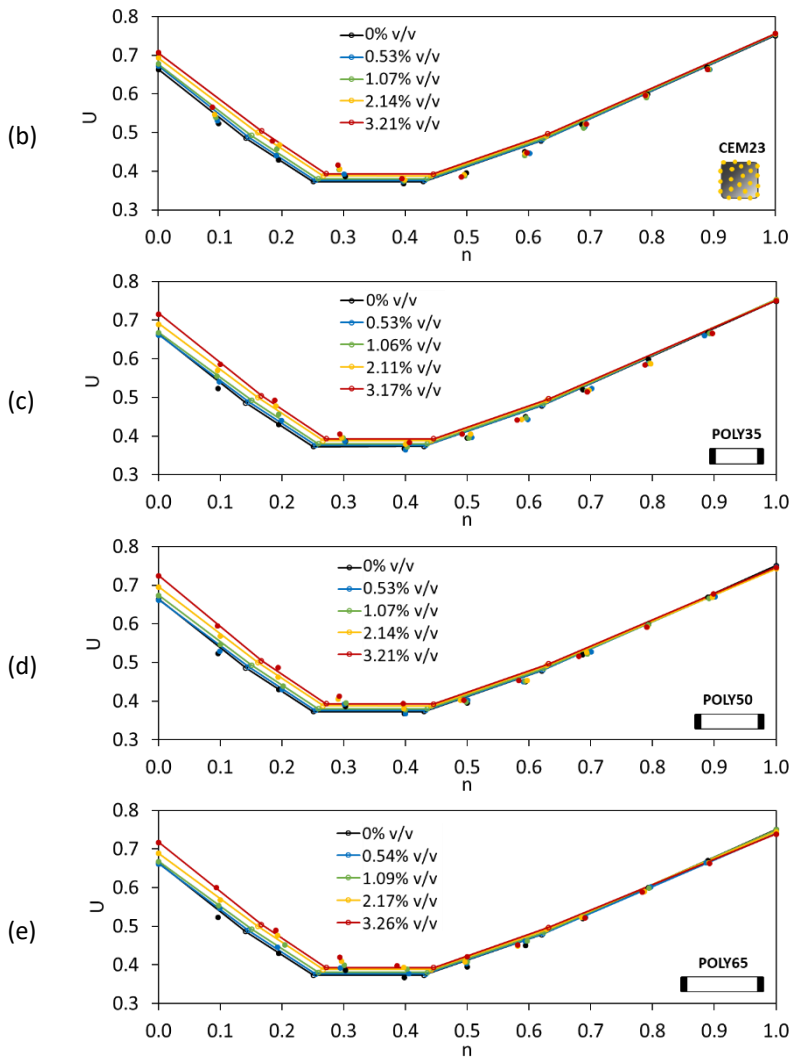 (b)
0.8
0.7
0.6
0.5
0.4
0.3
U
0% v/v
0.53% v/v
1.07% v/v
2.14% v/v
3.21% v/v
CEM23
0.0 0.1 0.2 0.3 0.4 0.5 0.6 0.7 0.8 0.9 1.0
n
(c)
0.8
0.7
0.6
0.5
0.4
0.3
U
0% v/v
0.53% v/v
1.06% v/v
2.11% v/v
3.17% v/v
POLY35
0.0 0.1 0.2 0.3 0.4 0.5 0.6 0.7 0.8 0.9 1.0
n
(d)
0.8
0.7
0.6
0.5
0.4
0.3
U
0% v/v
0.53% v/v
1.07% v/v
2.14% v/v
3.21% v/v
POLY50
0.0 0.1 0.2 0.3 0.4 0.5 0.6 0.7 0.8 0.9 1.0
n
(e)
0.8
0.7
0.6
0.5
0.4
0.3
U
0% v/v
0.54% v/v
1.09% v/v
2.17% v/v
3.26% v/v
POLY65
0.0 0.1 0.2 0.3 0.4 0.5 0.6 0.7 0.8 0.9 1.0
n